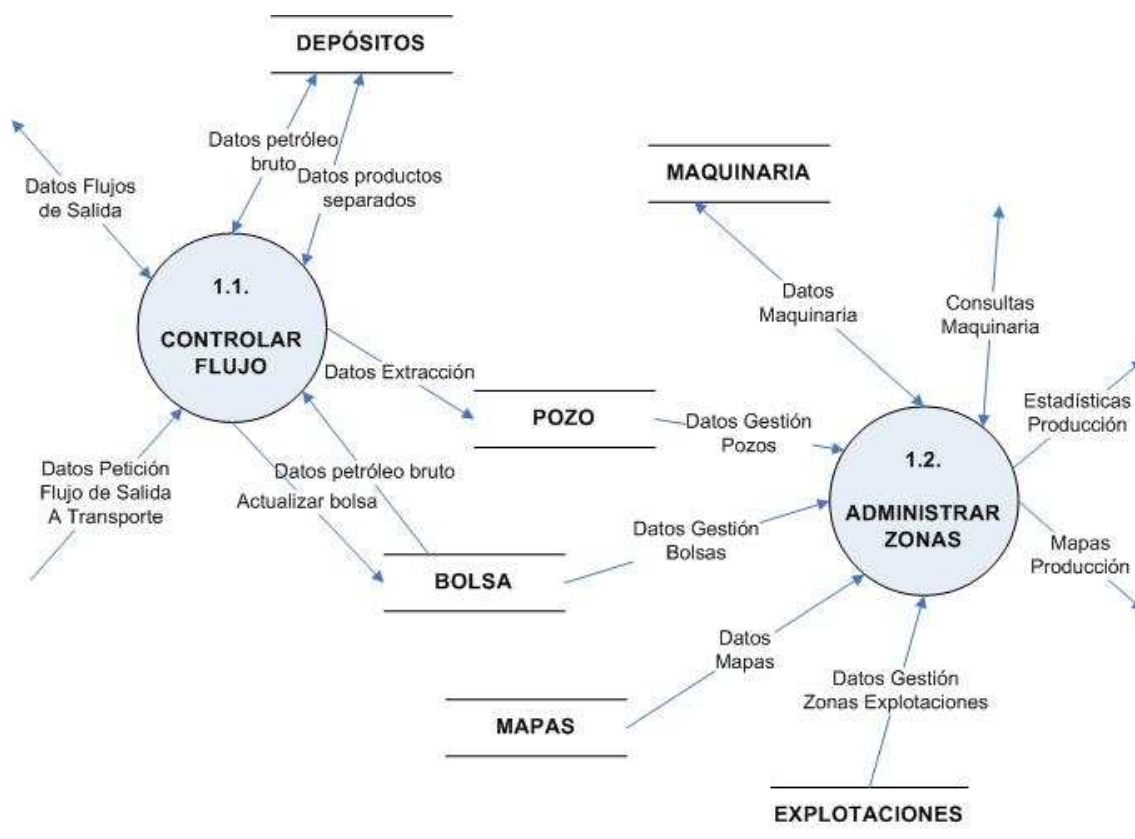 DEPÓSITOS
Datos petróleo
bruto
Datos productos
separados
Datos Flujos
de Salida
1.1.
CONTROLAR
FLUJO
Datos Extracción
Datos Petición
Flujo de Salida
A Transporte
Datos petróleo bruto
Actualizar bolsa
MAQUINARIA
Datos
Maquinaria
Consultas
Maquinaria
POZO
Datos Gestión
Pozos
Estadísticas
Producción
1.2.
ADMINISTRAR
ZONAS
BOLSA
Datos Gestión
Bolsas
Mapas
Producción
Datos
Mapas
MAPAS
Datos Gestión
Zonas Explotaciones
EXPLOTACIONES